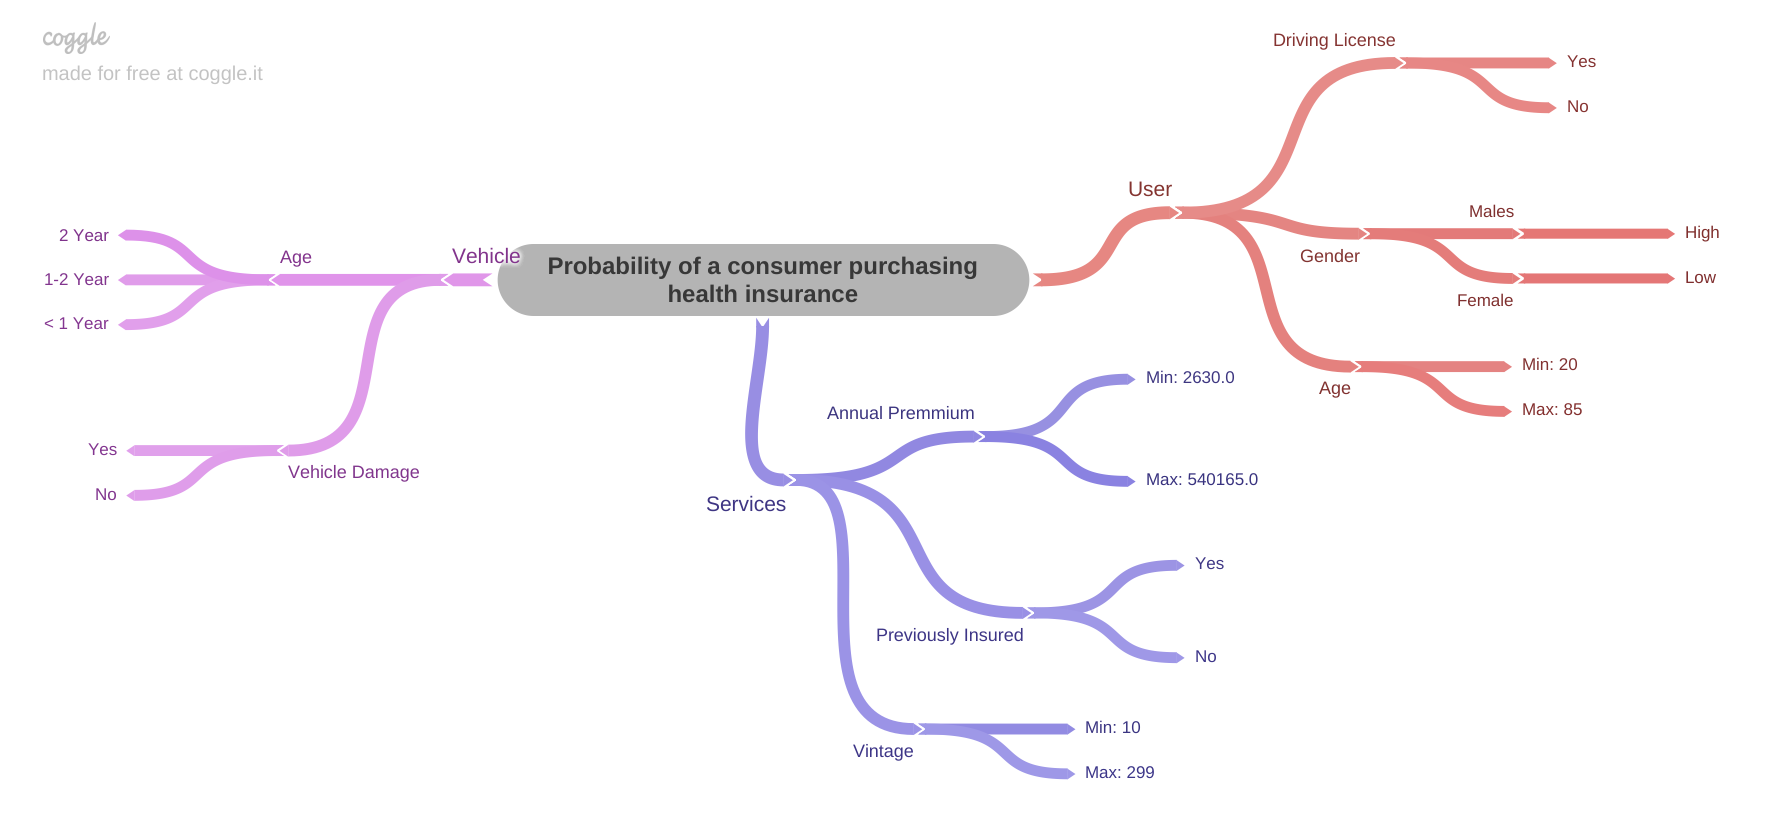 coggle
made for free at coggle.it
Probability of a consumer purchasing
health insurance
User
Driving License
Yes
No
Gender
Males
High
Female
Low
Age
Min: 20
Max: 85
Vehicle
Age
2 Year
1-2 Year
< 1 Year
Vehicle Damage
Yes
No
Services
Annual Premmium
Min: 2630.0
Max: 540165.0
Previously Insured
Yes
No
Vintage
Min: 10
Max: 299